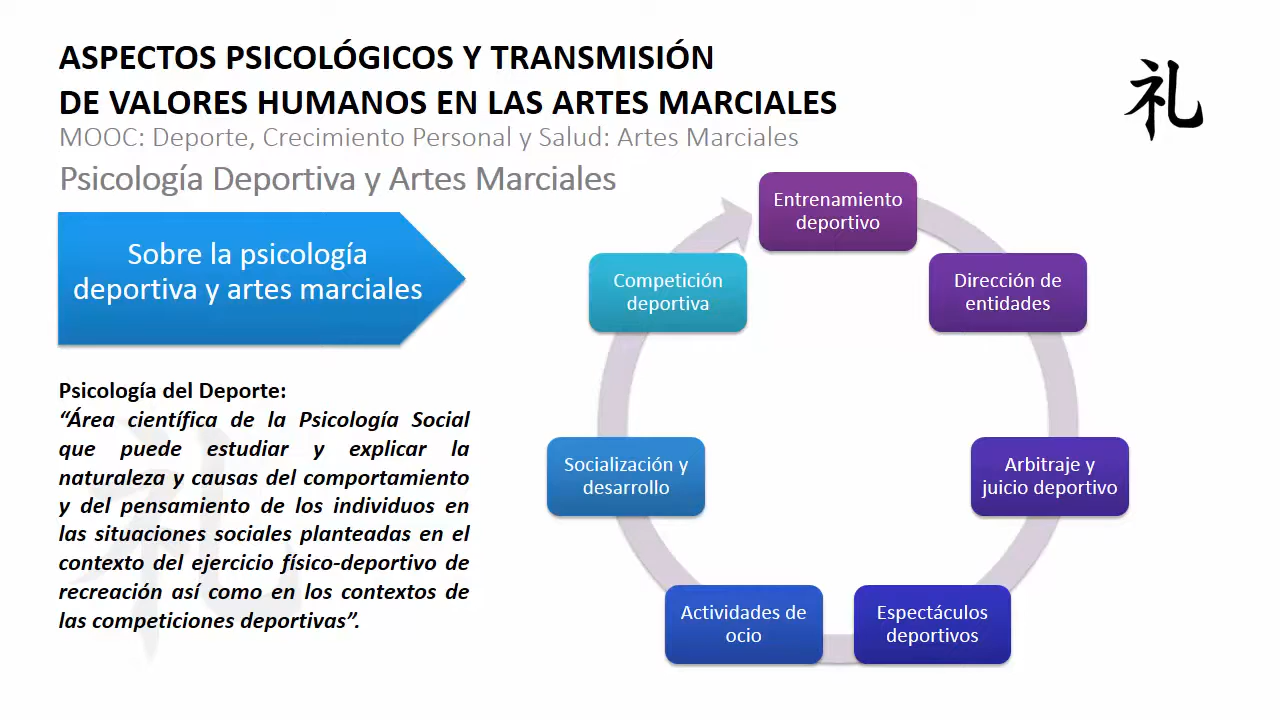 ASPECTOS PSICOLÓGICOS Y TRANSMISIÓN
DE VALORES HUMANOS EN LAS ARTES MARCIALES
MOOC: Deporte, Crecimiento Personal y Salud: Artes Marciales
Psicología Deportiva y Artes Marciales
礼
Sobre la psicología
deportiva y artes marciales
Psicología del Deporte:
“Área científica de la Psicología Social
que puede estudiar y explicar la
naturaleza y causas del comportamiento
y del pensamiento de los individuos en
las situaciones sociales planteadas en el
contexto del ejercicio físico-deportivo de
recreación así como en los contextos de
las competiciones deportivas”.
Entrenamiento
deportivo
Dirección de
entidades
Arbitraje y
juicio deportivo
Espectáculos
deportivos
Actividades de
ocio
Socialización y
desarrollo
Competición
deportiva
礼